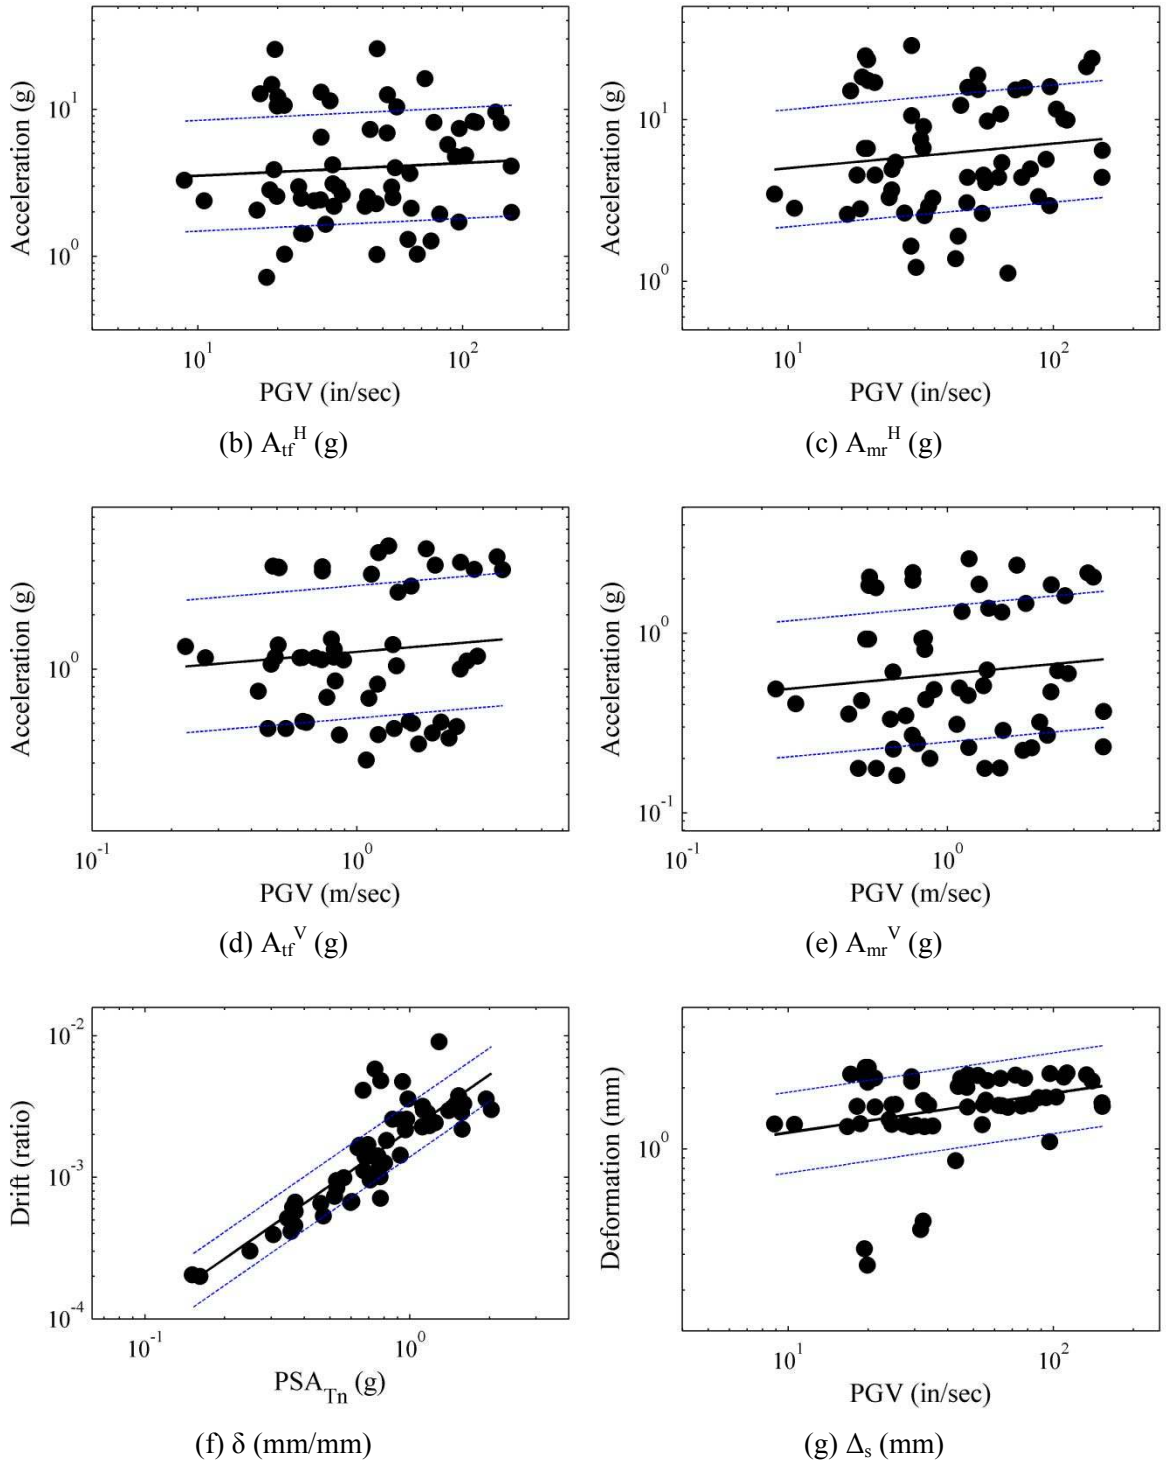 10^1
10^0
Acceleration (g)
10^1
10^2
PGV (in/sec)
(b) A_tf^H (g)
10^1
10^0
Acceleration (g)
10^1
10^2
PGV (in/sec)
(c) A_mr^H (g)
10^0
Acceleration (g)
10^-1
10^0
PGV (m/sec)
(d) A_tf^V (g)
10^0
10^-1
Acceleration (g)
10^-1
10^0
PGV (m/sec)
(e) A_mr^V (g)
10^-2
10^-3
10^-4
Drift (ratio)
10^-1
10^0
PSA_Tn (g)
(f) δ (mm/mm)
10^0
Deformation (mm)
10^1
10^2
PGV (in/sec)
(g) Δ_s (mm)